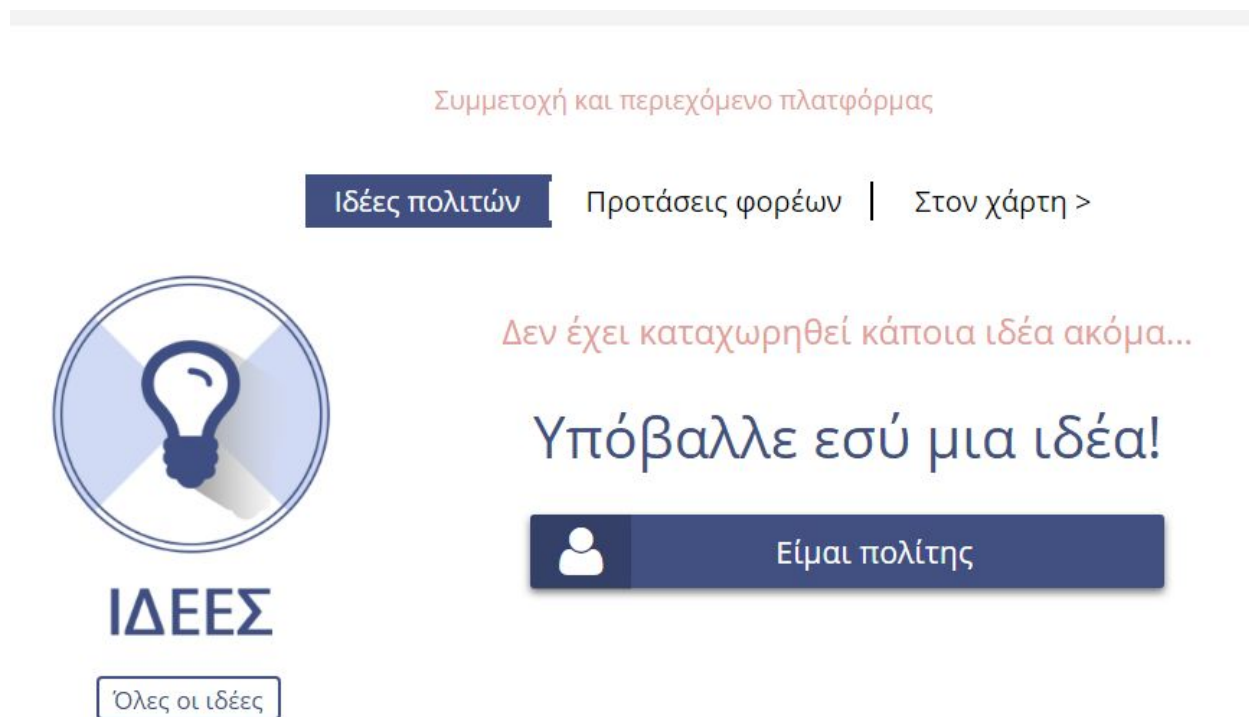 Συμμετοχή και περιεχόμενο πλατφόρμας
Ιδέες πολιτών Προτάσεις φορέων Στον χάρτη >
Δεν έχει καταχωρηθεί κάποια ιδέα ακόμα...
Υπόβαλλε εσύ μια ιδέα!
Είμαι πολίτης
ΙΔΕΕΣ
Όλες οι ιδέες